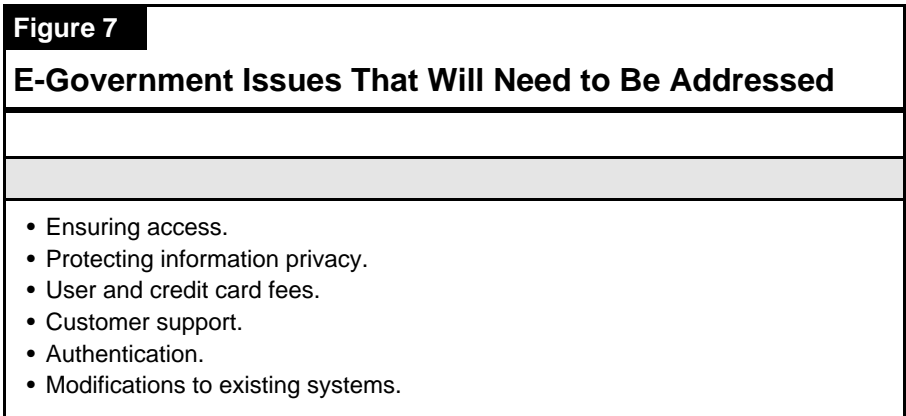 Figure 7
E-Government Issues That Will Need to Be Addressed
• Ensuring access.
• Protecting information privacy.
• User and credit card fees.
• Customer support.
• Authentication.
• Modifications to existing systems.